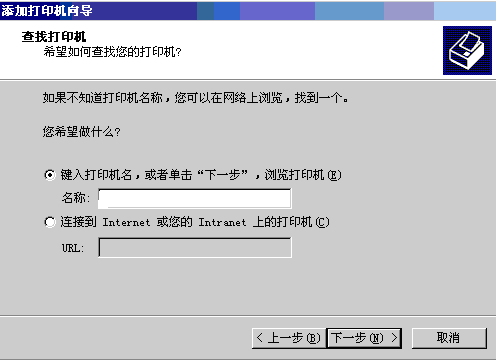 添加打印机向导
查找打印机
希望如何查找您的打印机?
如果不知道打印机名称，您可以在网络上浏览，找到一个。
您希望做什么?
键入打印机名，或者单击“下一步”，浏览打印机(E)
名称:
连接到 Internet 或您的 Intranet 上的打印机(C)
URL:
< 上一步(B) 下一步(N) > 取消